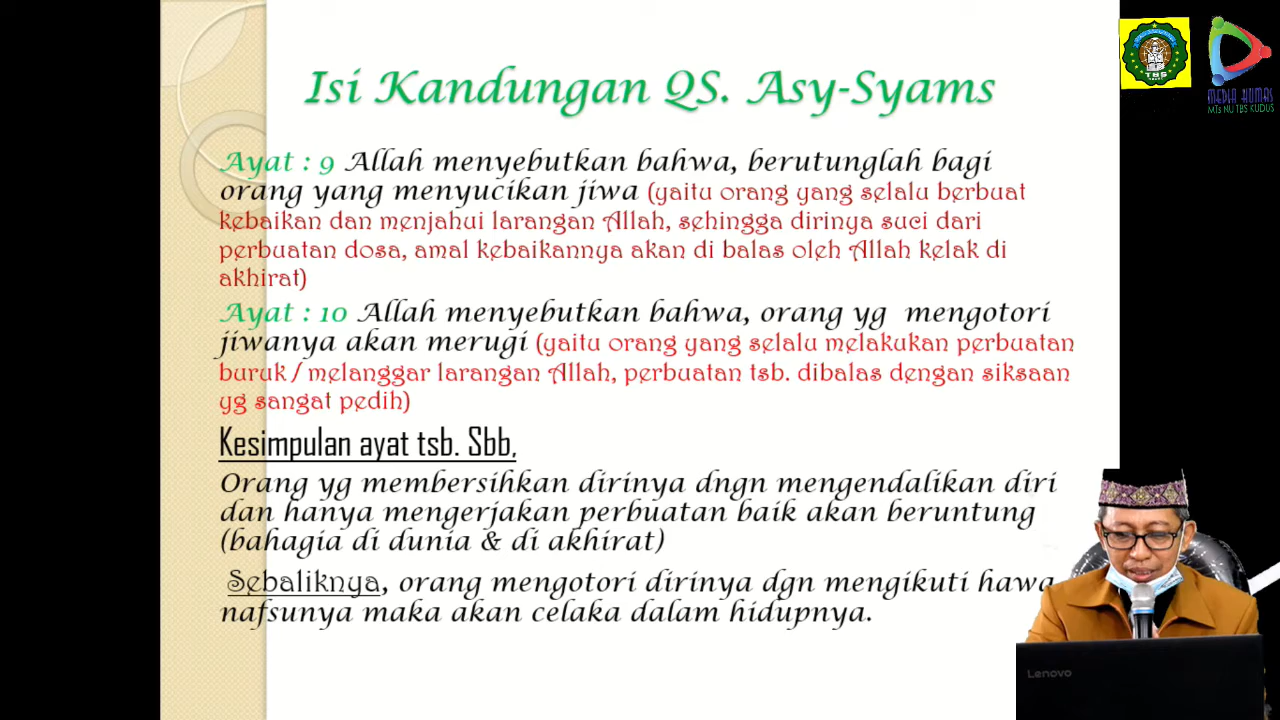 Isi Kandungan QS. Asy-Syams
Ayat : 9 Allah menyebutkan bahwa, berutunglah bagi
orang yang menyucikan jiwa (yaitu orang yang selalu berbuat
kebaikan dan menjahui larangan Allah, sehingga dirinya suci dari
perbuatan dosa, amal kebaikannya akan di balas oleh Allah kelak di
akhirat)
Ayat : 10 Allah menyebutkan bahwa, orang yg mengotori
jiwanya akan merugi (yaitu orang yang selalu melakukan perbuatan
buruk / melanggar larangan Allah, perbuatan tsb. dibalas dengan siksaan
yg sangat pedih)
Kesimpulan ayat tsb. Sbb,
Orang yg membersihkan dirinya dngn mengendalikan diri
dan hanya mengerjakan perbuatan baik akan beruntung
(bahagia di dunia & di akhirat)
Sebaliknya, orang mengotori dirinya dgn mengikuti hawa
nafsunya maka akan celaka dalam hidupnya.
TBS
MEDIA HUMAS
MTs NU TBS KUDUS
Lenovo